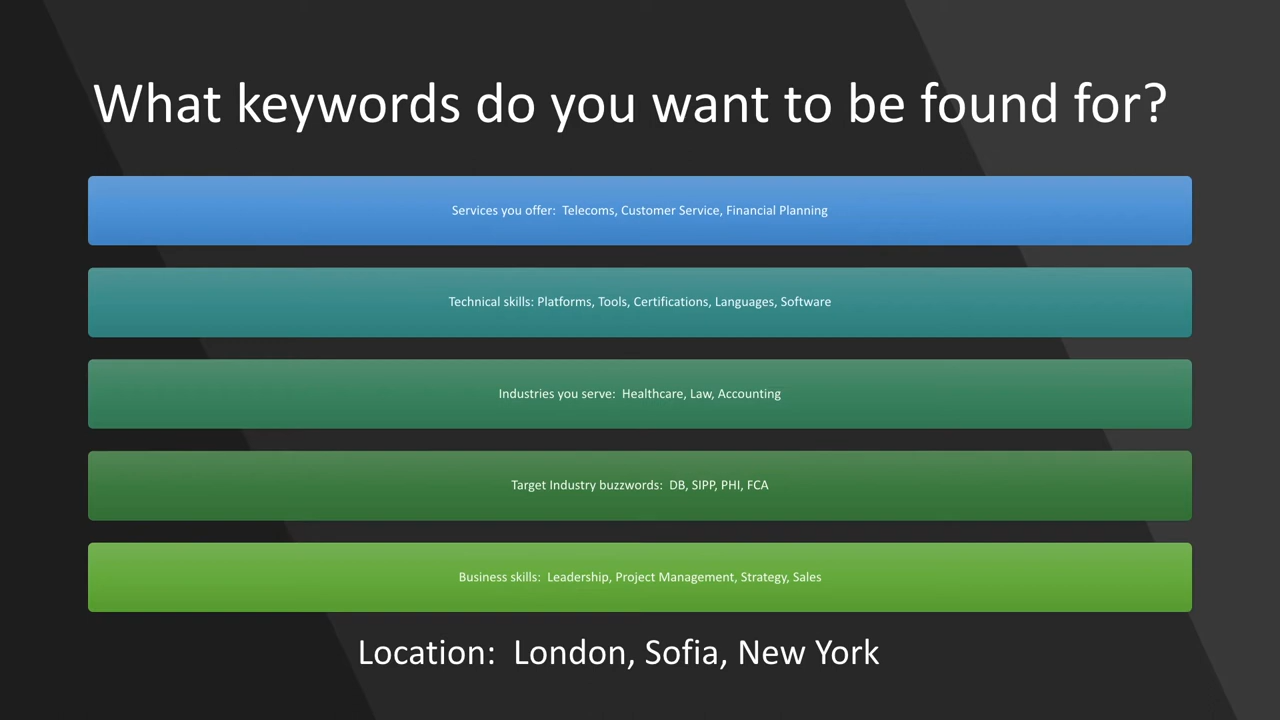 What keywords do you want to be found for?
Services you offer:  Telecoms, Customer Service, Financial Planning
Technical skills: Platforms, Tools, Certifications, Languages, Software
Industries you serve:  Healthcare, Law, Accounting
Target Industry buzzwords:  DB, SIPP, PHI, FCA
Business skills:  Leadership, Project Management, Strategy, Sales
Location:  London, Sofia, New York